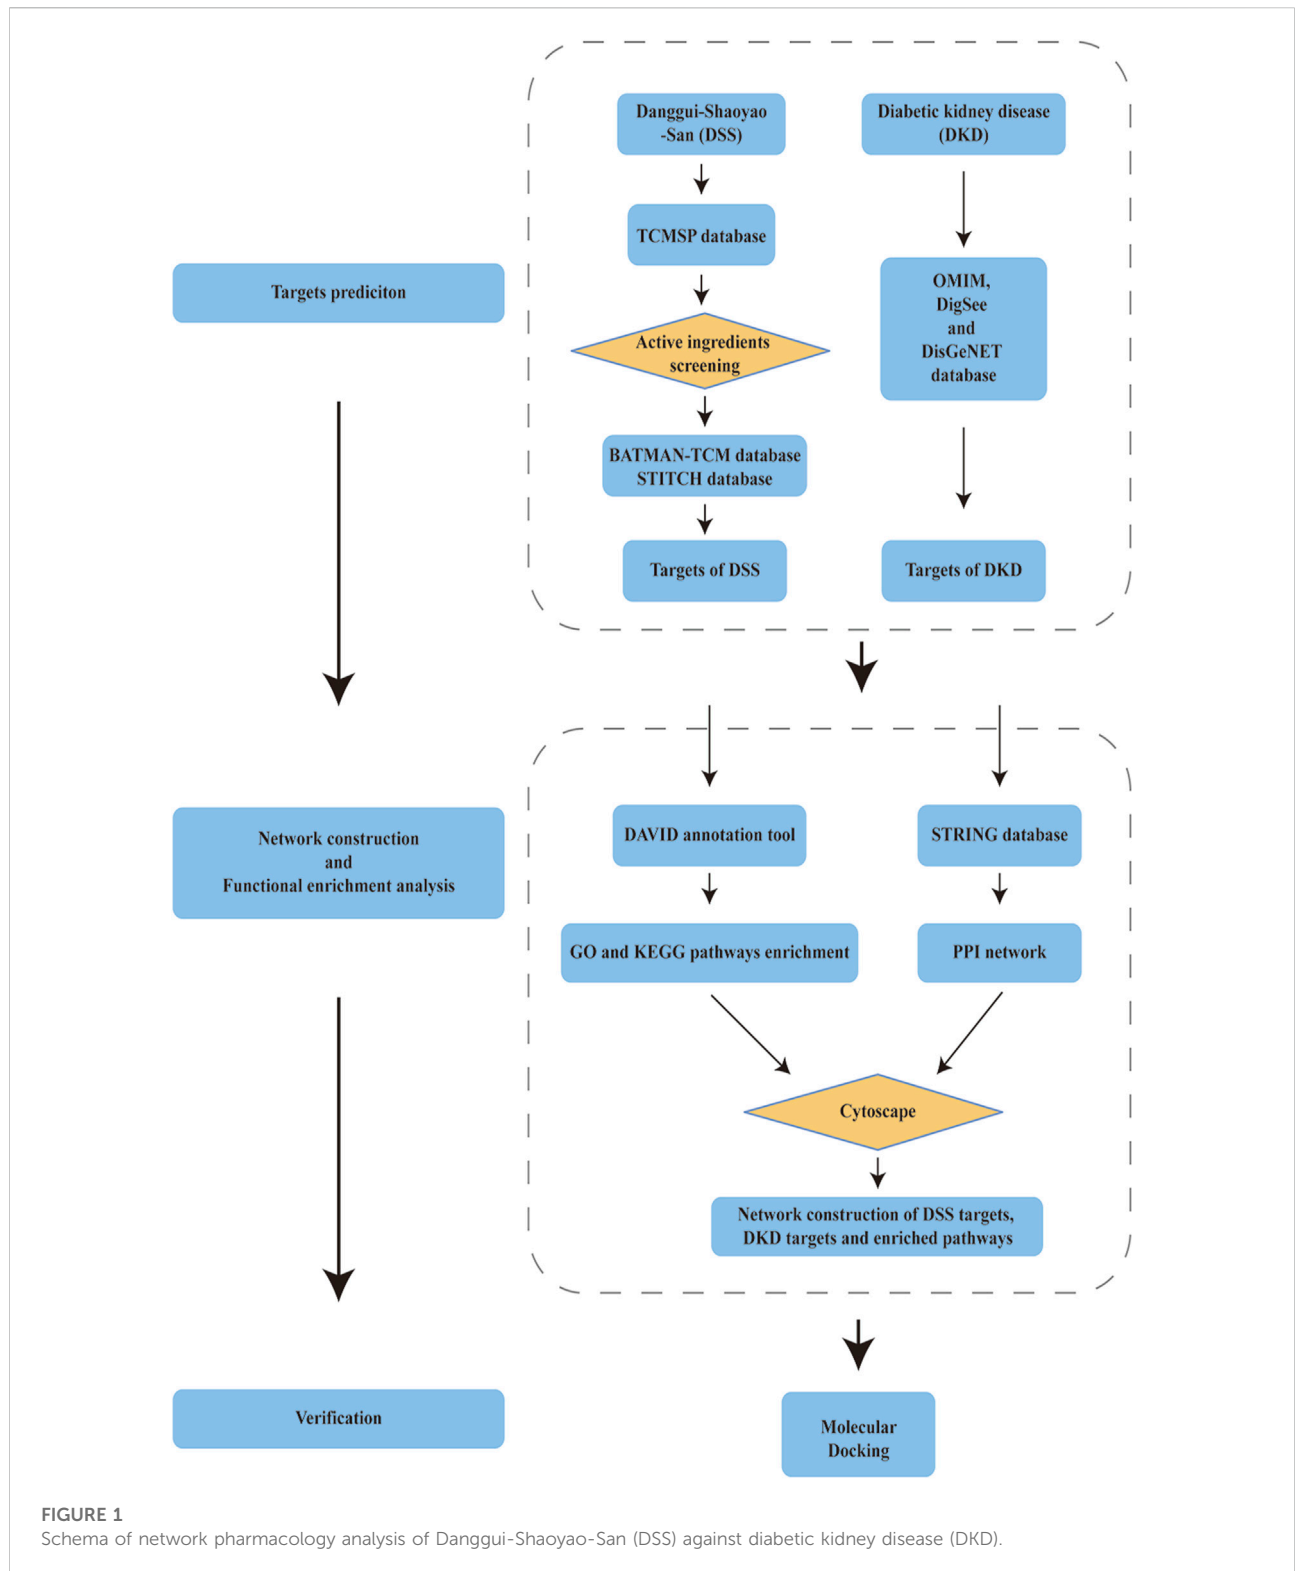 Danggui-Shaoyao
-San (DSS)
Diabetic kidney disease
(DKD)
TCMSP database
Targets prediciton
OMIM,
DigSee
and
DisGeNET
database
Active ingredients
screening
BATMAN-TCM database
STITCH database
Targets of DSS
Targets of DKD
Network construction
and
Functional enrichment analysis
DAVID annotation tool
STRING database
GO and KEGG pathways enrichment
PPI network
Cytoscape
Network construction of DSS targets,
DKD targets and enriched pathways
Verification
Molecular
Docking
FIGURE 1
Schema of network pharmacology analysis of Danggui-Shaoyao-San (DSS) against diabetic kidney disease (DKD).